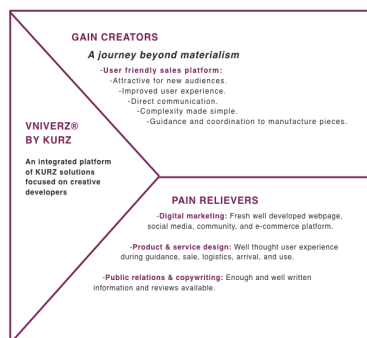 GAIN CREATORS
A journey beyond materialism
-User friendly sales platform:
-Attractive for new audiences.
-Improved user experience.
-Direct communication.
-Complexity made simple.
-Guidance and coordination to manufacture pieces.
VNIVERZ®
BY KURZ
An integrated platform
of KURZ solutions
focused on creative
developers
PAIN RELIEVERS
-Digital marketing: Fresh well developed webpage,
social media, community, and e-commerce platform.
-Product & service design: Well thought user experience
during guidance, sale, logistics, arrival, and use.
-Public relations & copywriting: Enough and well written
information and reviews available.